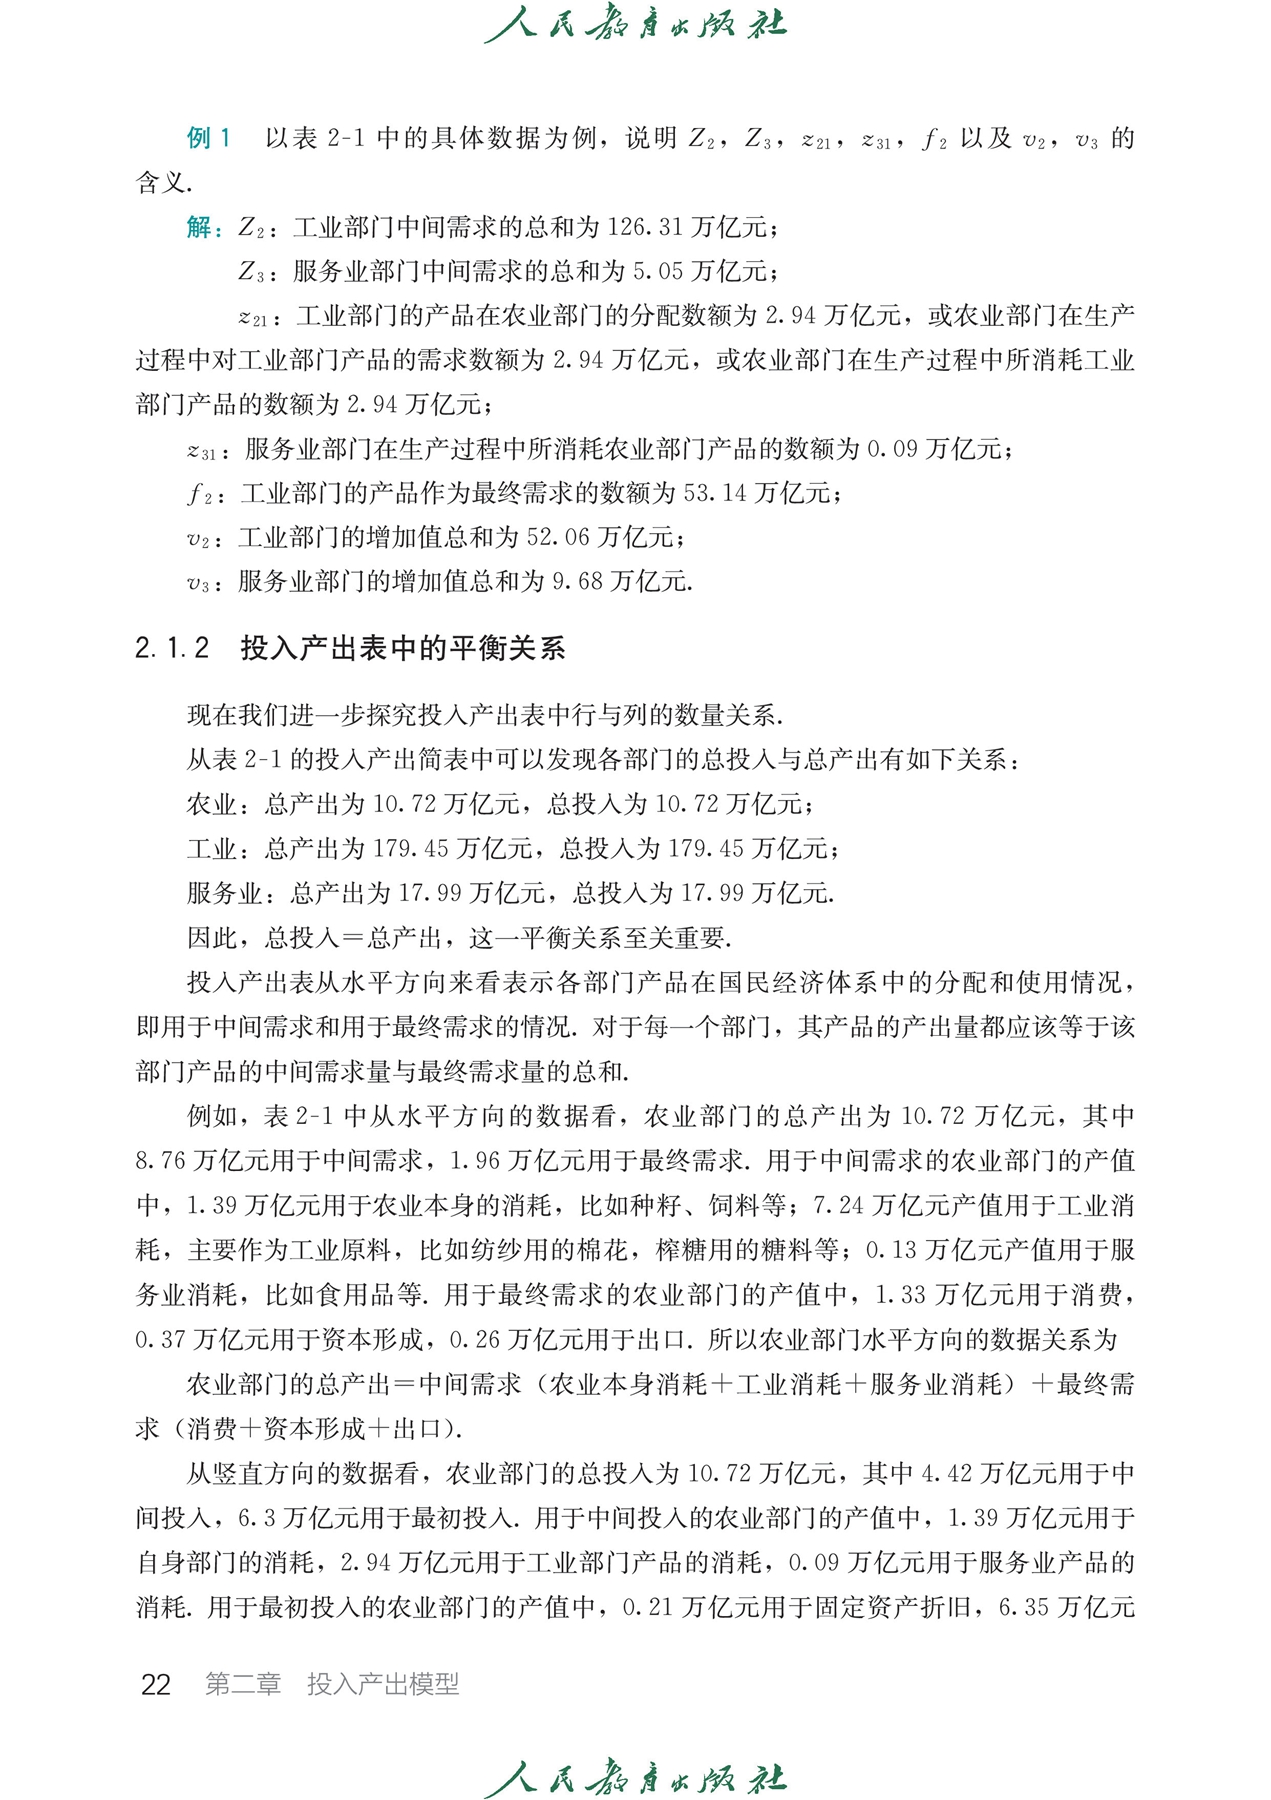 人民教育出版社
例1 以表 2-1 中的具体数据为例，说明 Z₂，Z₃，z₂₁，z₃₁，f₂ 以及 v₂，v₃ 的
含义.
解：Z₂：工业部门中间需求的总和为 126.31 万亿元；
Z₃：服务业部门中间需求的总和为 5.05 万亿元；
z₂₁：工业部门的产品在农业部门的分配数额为 2.94 万亿元，或农业部门在生产
过程中对工业部门产品的需求数额为 2.94 万亿元，或农业部门在生产过程中所消耗工业
部门产品的数额为 2.94 万亿元；
z₃₁：服务业部门在生产过程中所消耗农业部门产品的数额为 0.09 万亿元；
f₂：工业部门的产品作为最终需求的数额为 53.14 万亿元；
v₂：工业部门的增加值总和为 52.06 万亿元；
v₃：服务业部门的增加值总和为 9.68 万亿元.
2.1.2 投入产出表中的平衡关系
现在我们进一步探究投入产出表中行与列的数量关系.
从表 2-1 的投入产出简表中可以发现各部门的总投入与总产出有如下关系：
农业：总产出为 10.72 万亿元，总投入为 10.72 万亿元；
工业：总产出为 179.45 万亿元，总投入为 179.45 万亿元；
服务业：总产出为 17.99 万亿元，总投入为 17.99 万亿元.
因此，总投入＝总产出，这一平衡关系至关重要.
投入产出表从水平方向来看表示各部门产品在国民经济体系中的分配和使用情况，
即用于中间需求和用于最终需求的情况. 对于每一个部门，其产品的产出量都应该等于该
部门产品的中间需求量与最终需求量的总和.
例如，表 2-1 中从水平方向的数据看，农业部门的总产出为 10.72 万亿元，其中
8.76 万亿元用于中间需求，1.96 万亿元用于最终需求. 用于中间需求的农业部门的产值
中，1.39 万亿元用于农业本身的消耗，比如种籽、饲料等；7.24 万亿元产值用于工业消
耗，主要作为工业原料，比如纺纱用的棉花，榨糖用的糖料等；0.13 万亿元产值用于服
务业消耗，比如食用品等. 用于最终需求的农业部门的产值中，1.33 万亿元用于消费，
0.37 万亿元用于资本形成，0.26 万亿元用于出口. 所以农业部门水平方向的数据关系为
农业部门的总产出＝中间需求（农业本身消耗＋工业消耗＋服务业消耗）＋最终需
求（消费＋资本形成＋出口）.
从竖直方向的数据看，农业部门的总投入为 10.72 万亿元，其中 4.42 万亿元用于中
间投入，6.3 万亿元用于最初投入. 用于中间投入的农业部门的产值中，1.39 万亿元用于
自身部门的消耗，2.94 万亿元用于工业部门产品的消耗，0.09 万亿元用于服务业产品的
消耗. 用于最初投入的农业部门的产值中，0.21 万亿元用于固定资产折旧，6.35 万亿元
22 第二章 投入产出模型
人民教育出版社